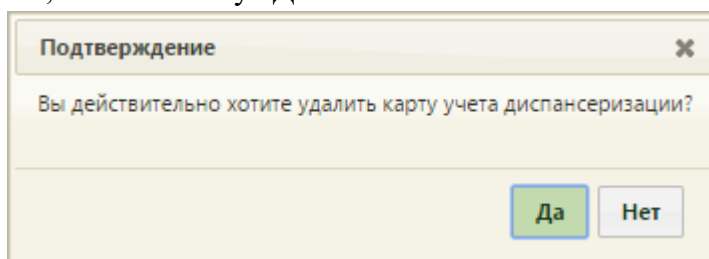 Подтверждение
Вы действительно хотите удалить карту учета диспансеризации?
Да Нет